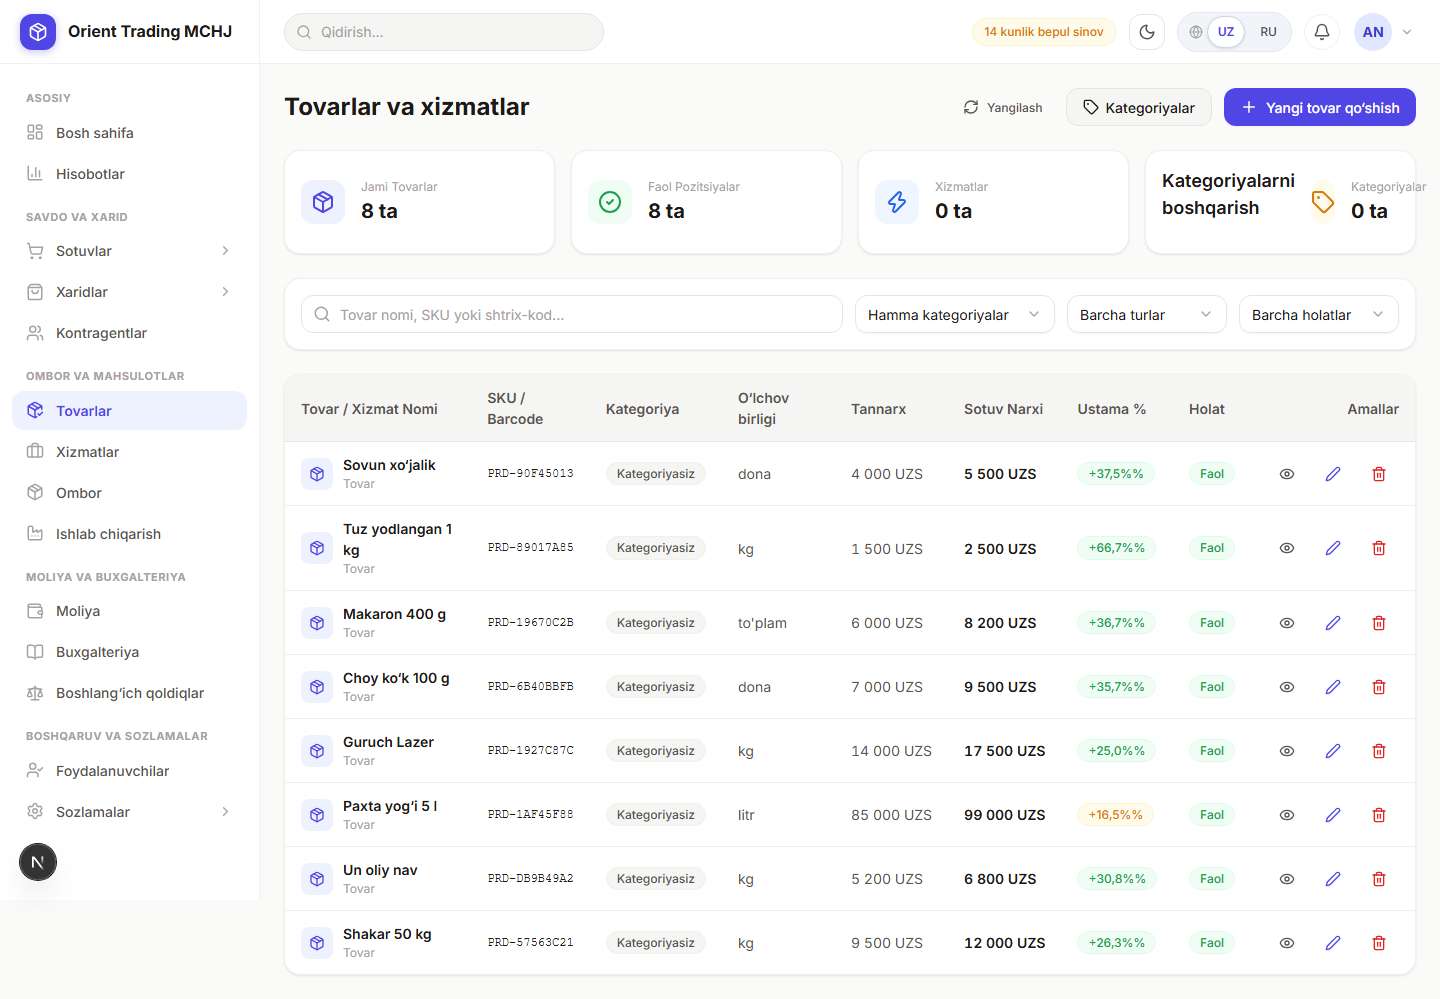 Orient Trading MCHJ
Qidirish...
14 kunlik bepul sinov
UZ
RU
AN
ASOSIY
Bosh sahifa
Hisobotlar
SAVDO VA XARID
Sotuvlar
Xaridlar
Kontragentlar
OMBOR VA MAHSULOTLAR
Tovarlar
Xizmatlar
Ombor
Ishlab chiqarish
MOLIYA VA BUXGALTERIYA
Moliya
Buxgalteriya
Boshlang‘ich qoldiqlar
BOSHQARUV VA SOZLAMALAR
Foydalanuvchilar
Sozlamalar
N
Tovarlar va xizmatlar
Yangilash
Kategoriyalar
Yangi tovar qo‘shish
Jami Tovarlar
8 ta
Faol Pozitsiyalar
8 ta
Xizmatlar
0 ta
Kategoriyalarni
boshqarish
Kategoriyalar
0 ta
Tovar nomi, SKU yoki shtrix-kod...
Hamma kategoriyalar
Barcha turlar
Barcha holatlar
Tovar / Xizmat Nomi
SKU /
Barcode
Kategoriya
O‘lchov
birligi
Tannarx
Sotuv Narxi
Ustama %
Holat
Amallar
Sovun xo‘jalik
Tovar
PRD-90F45013
Kategoriyasiz
dona
4 000 UZS
5 500 UZS
+37,5%%
Faol
Tuz yodlangan 1
kg
Tovar
PRD-89017A85
Kategoriyasiz
kg
1 500 UZS
2 500 UZS
+66,7%%
Faol
Makaron 400 g
Tovar
PRD-19670C2B
Kategoriyasiz
to'plam
6 000 UZS
8 200 UZS
+36,7%%
Faol
Choy ko‘k 100 g
Tovar
PRD-6B40BBFB
Kategoriyasiz
dona
7 000 UZS
9 500 UZS
+35,7%%
Faol
Guruch Lazer
Tovar
PRD-1927C87C
Kategoriyasiz
kg
14 000 UZS
17 500 UZS
+25,0%%
Faol
Paxta yog‘i 5 l
Tovar
PRD-1AF45F88
Kategoriyasiz
litr
85 000 UZS
99 000 UZS
+16,5%%
Faol
Un oliy nav
Tovar
PRD-DB9B49A2
Kategoriyasiz
kg
5 200 UZS
6 800 UZS
+30,8%%
Faol
Shakar 50 kg
Tovar
PRD-57563C21
Kategoriyasiz
kg
9 500 UZS
12 000 UZS
+26,3%%
Faol